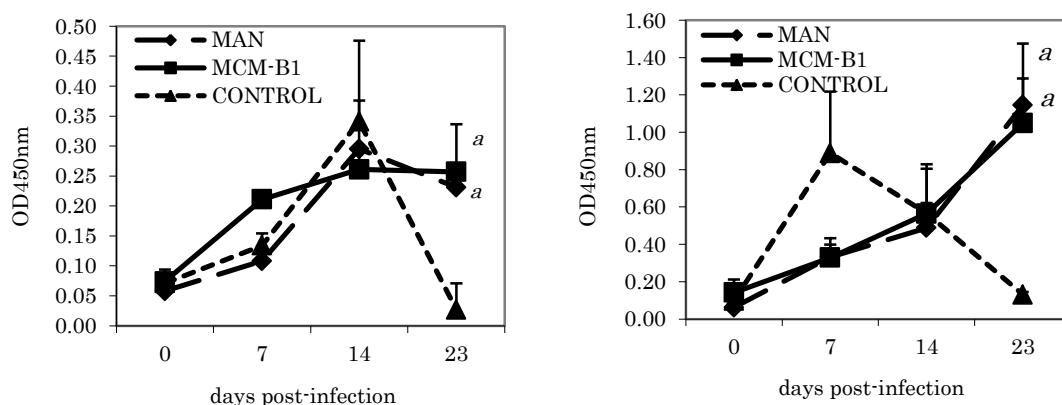 0.50
0.45
0.40
0.35
0.30
0.25
0.20
0.15
0.10
0.05
0.00
OD450nm
MAN
MCM-B1
CONTROL
a
a
0 7 14 23
days post-infection
1.60
1.40
1.20
1.00
0.80
0.60
0.40
0.20
0.00
OD450nm
MAN
MCM-B1
CONTROL
a
a
0 7 14 23
days post-infection